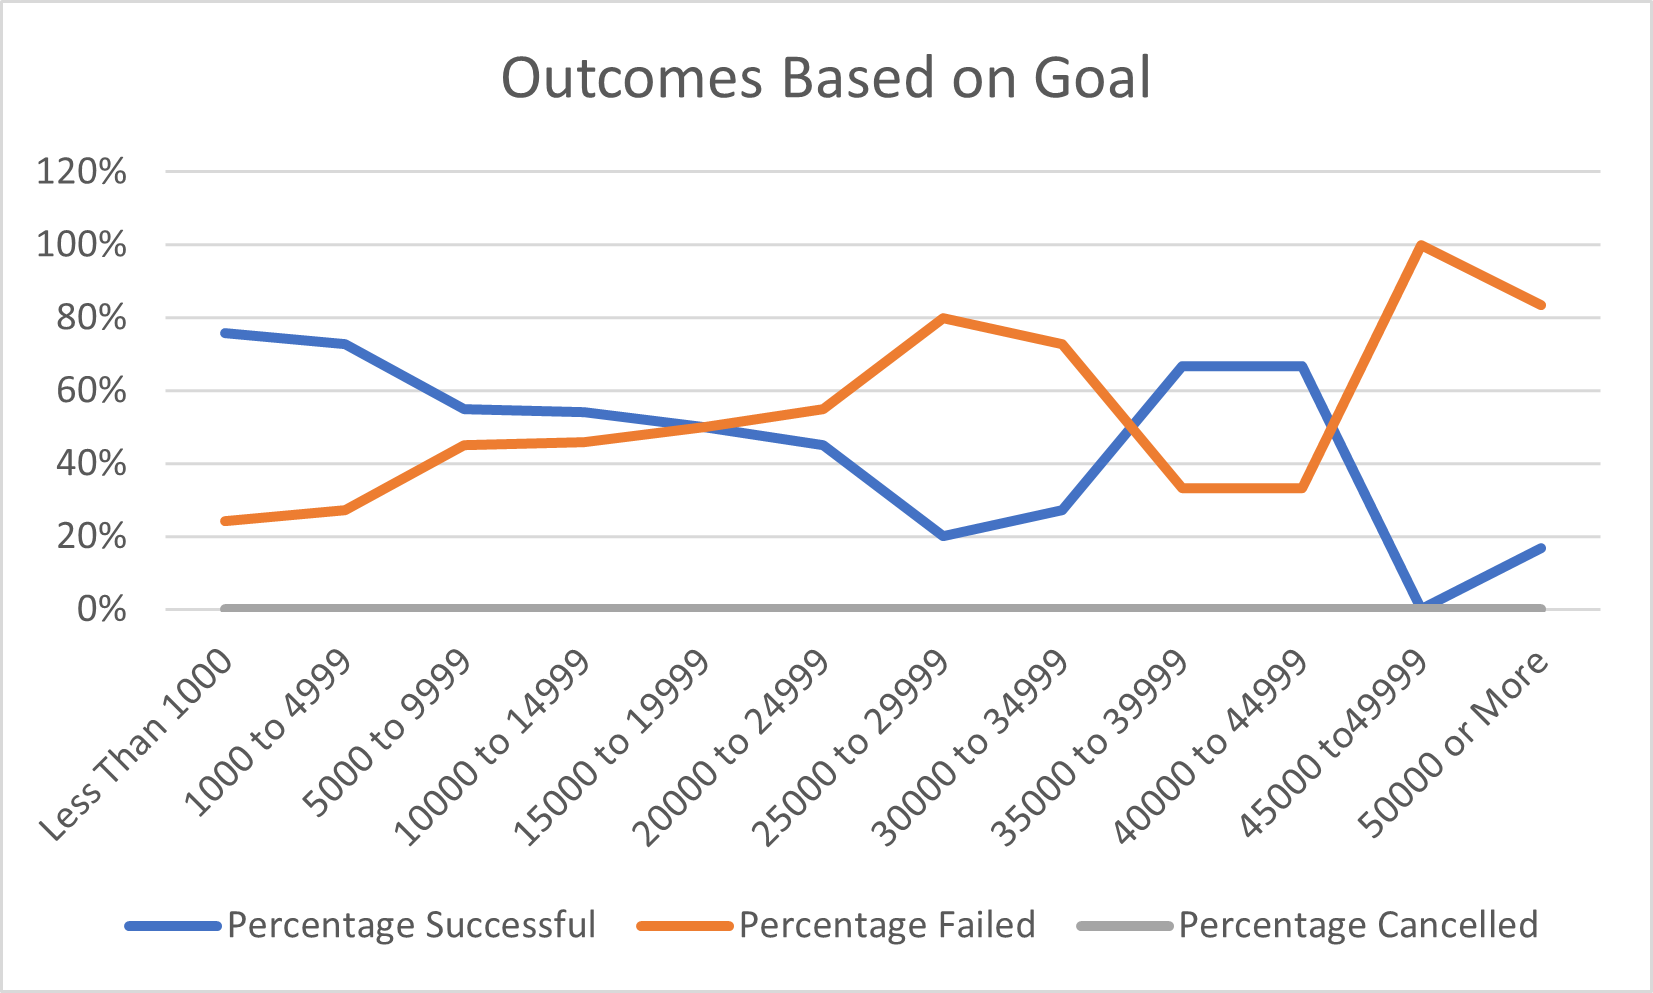 Outcomes Based on Goal
120%
100%
80%
60%
40%
20%
0%
Less Than 1000
1000 to 4999
5000 to 9999
10000 to 14999
15000 to 19999
20000 to 24999
25000 to 29999
30000 to 34999
35000 to 39999
40000 to 44999
45000 to49999
50000 or More
Percentage Successful
Percentage Failed
Percentage Cancelled